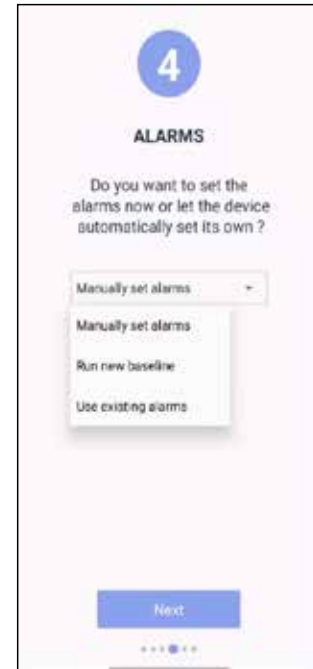 4
ALARMS
Do you want to set the
alarms now or let the device
automatically set its own ?
Manually set alarms
Manually set alarms
Run new baseline
Use existing alarms
Next